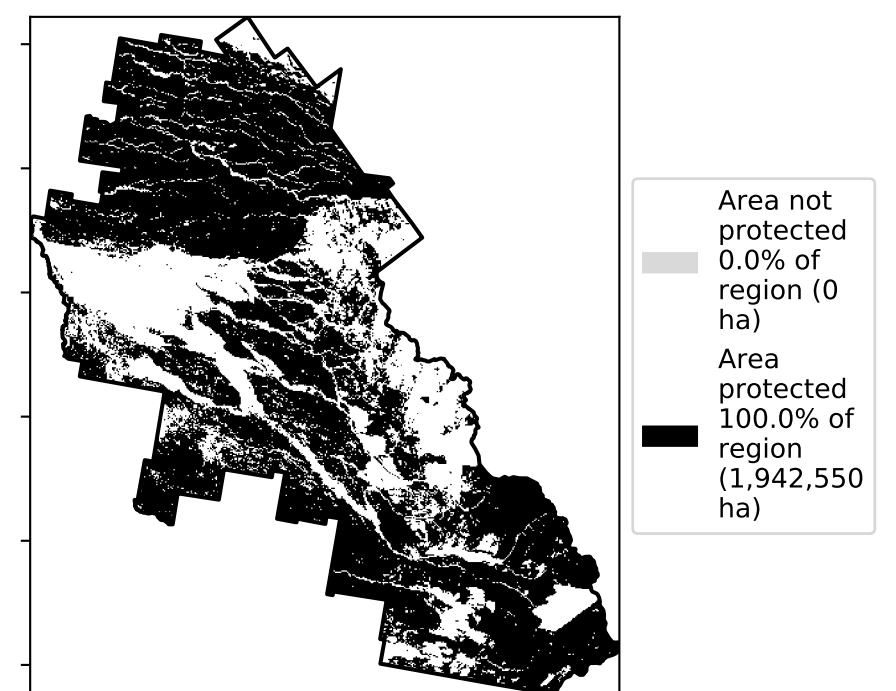 Area not
protected
0.0% of
region (0
ha)
Area
protected
100.0% of
region
(1,942,550
ha)